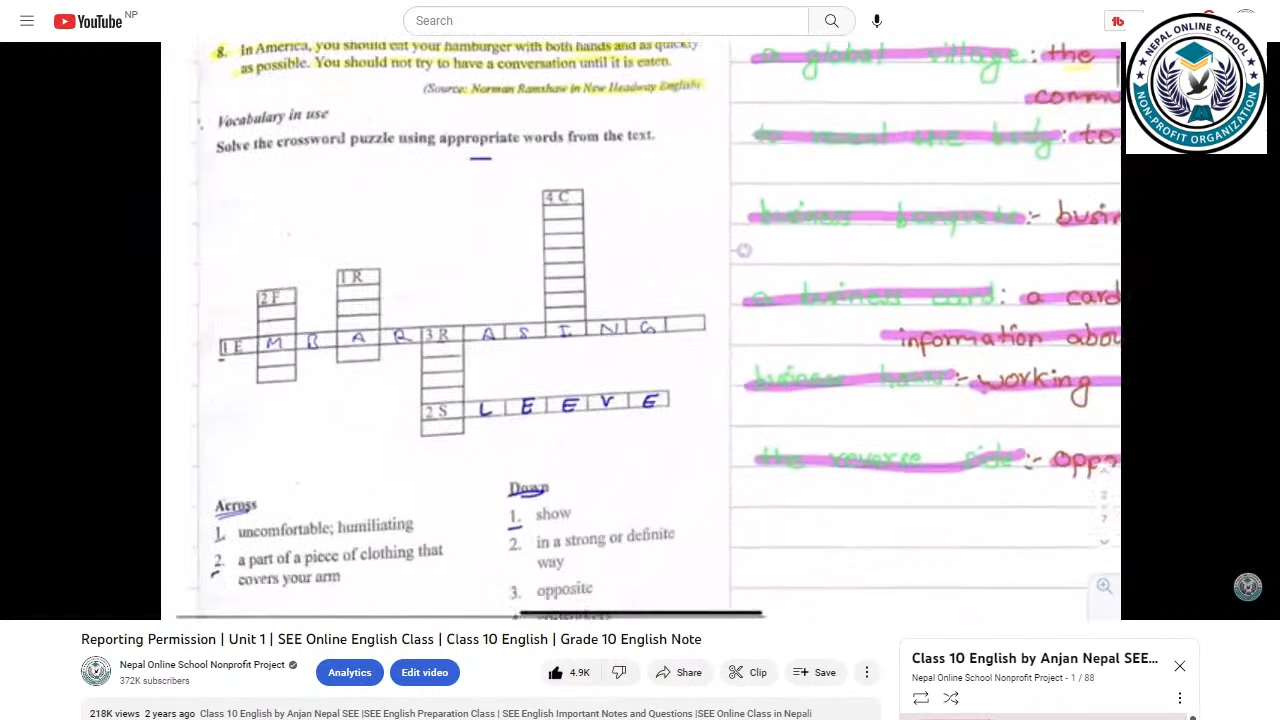 NP
YouTube
Search
8. In America, you should eat your hamburger with both hands and as quickly
as possible. You should not try to have a conversation until it is eaten.
(Source: Norman Ramshaw in New Headway English)
Vocabulary in use
Solve the crossword puzzle using appropriate words from the text.
4 C
1 R
2 F
1 E M B A R 3 R A S I N G
2 S L E E V E
Across
1. uncomfortable; humiliating
2. a part of a piece of clothing that
covers your arm
Down
1. show
2. in a strong or definite
way
3. opposite
a global village: the
commu
to reveal the body: to
business banquets:- busin
a business card: a card
information abou
business hours:- working
the reverse side:- oppo
2
7
NEPAL ONLINE SCHOOL
NON-PROFIT ORGANIZATION
Reporting Permission | Unit 1 | SEE Online English Class | Class 10 English | Grade 10 English Note
Nepal Online School Nonprofit Project
372K subscribers
Analytics
Edit video
4.9K
Share
Clip
Save
218K views 2 years ago Class 10 English by Anjan Nepal SEE |SEE English Preparation Class | SEE English Important Notes and Questions |SEE Online Class in Nepali
Class 10 English by Anjan Nepal SEE...
Nepal Online School Nonprofit Project - 1 / 88